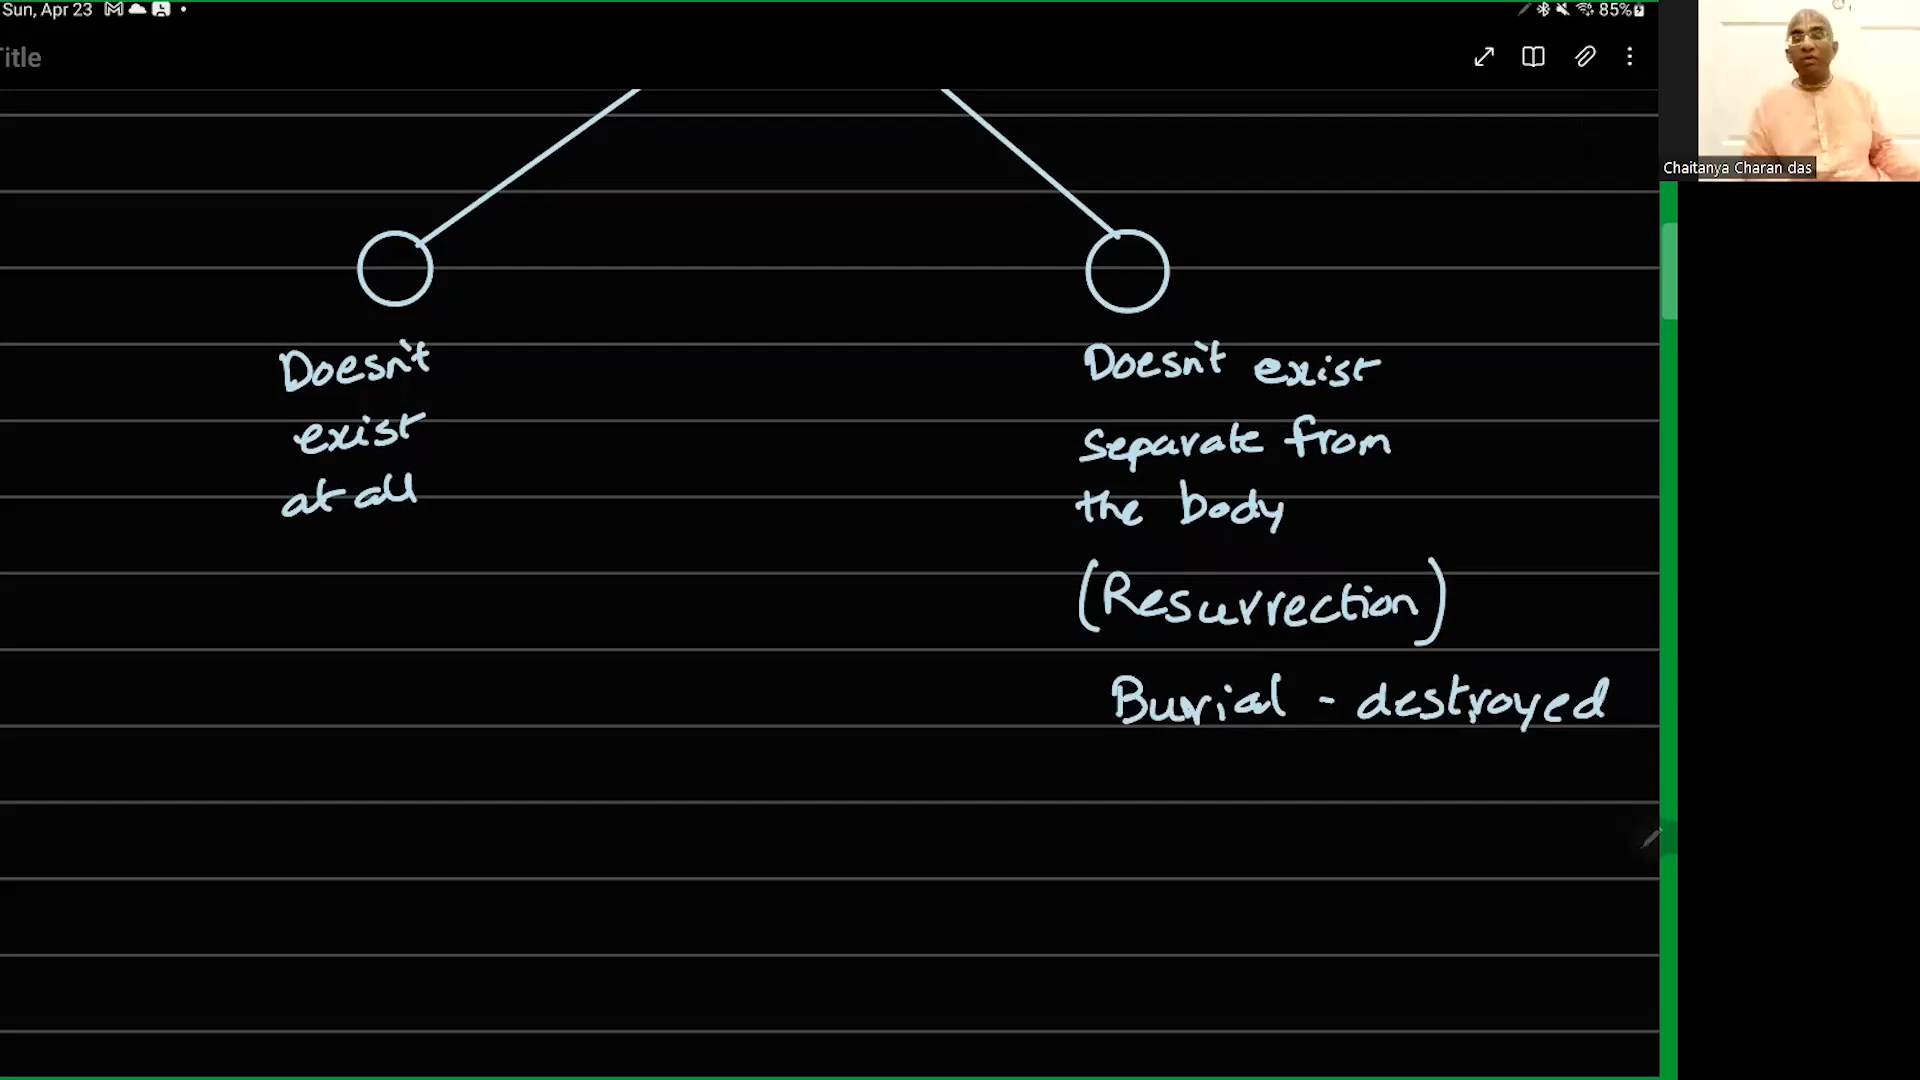 Sun, Apr 23
85%
Title
Chaitanya Charan das
Doesn't
exist
at all
Doesn't exist
separate from
the body
(Resurrection)
Burial - destroyed